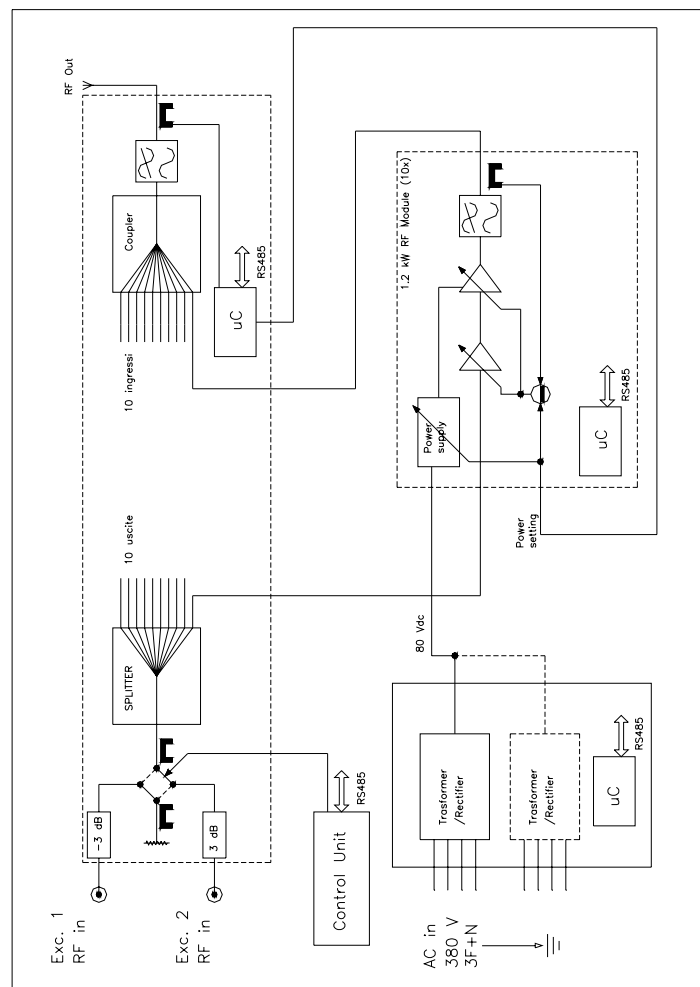 RF Out
Coupler
10 ingressi
RS485
uC
1.2 kW RF Module (10x)
Power
supply
RS485
uC
Power
setting
10 uscite
SPLITTER
80 Vdc
-3 dB
3 dB
Exc. 1
RF in
Exc. 2
RF in
RS485
Control Unit
Trasformer
/Rectifier
Trasformer
/Rectifier
RS485
uC
AC in
380 V
3F+N